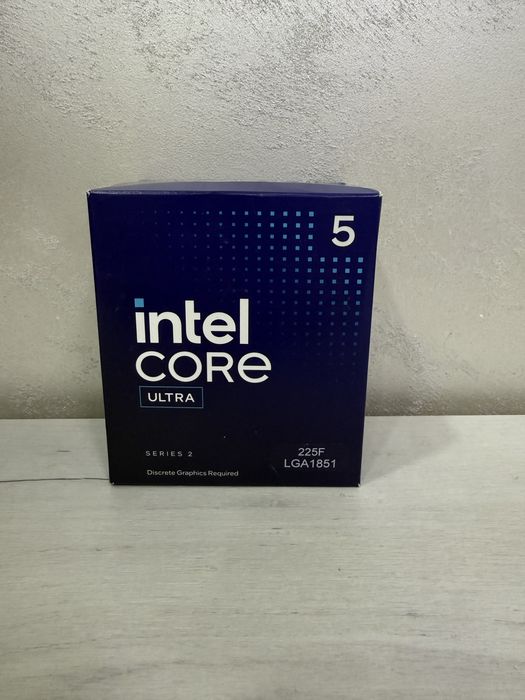 5
intel
CORE
ULTRA
SERIES 2
Discrete Graphics Required
225F
LGA1851